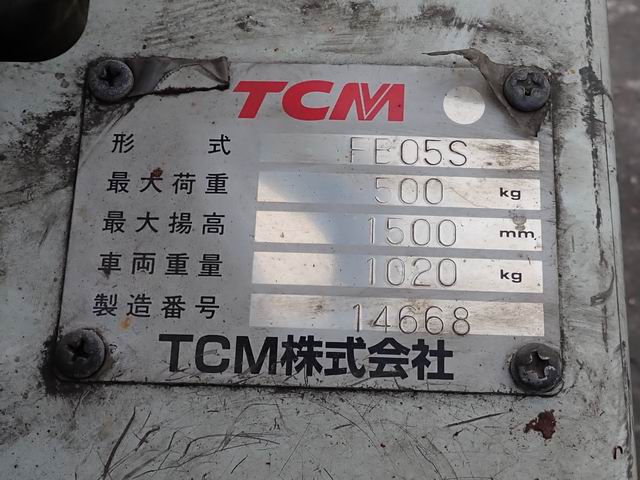 TCM
形 式 FB05S
最大荷重 500 kg
最大揚高 1500 mm
車両重量 1020 kg
製造番号 14668
TCM株式会社